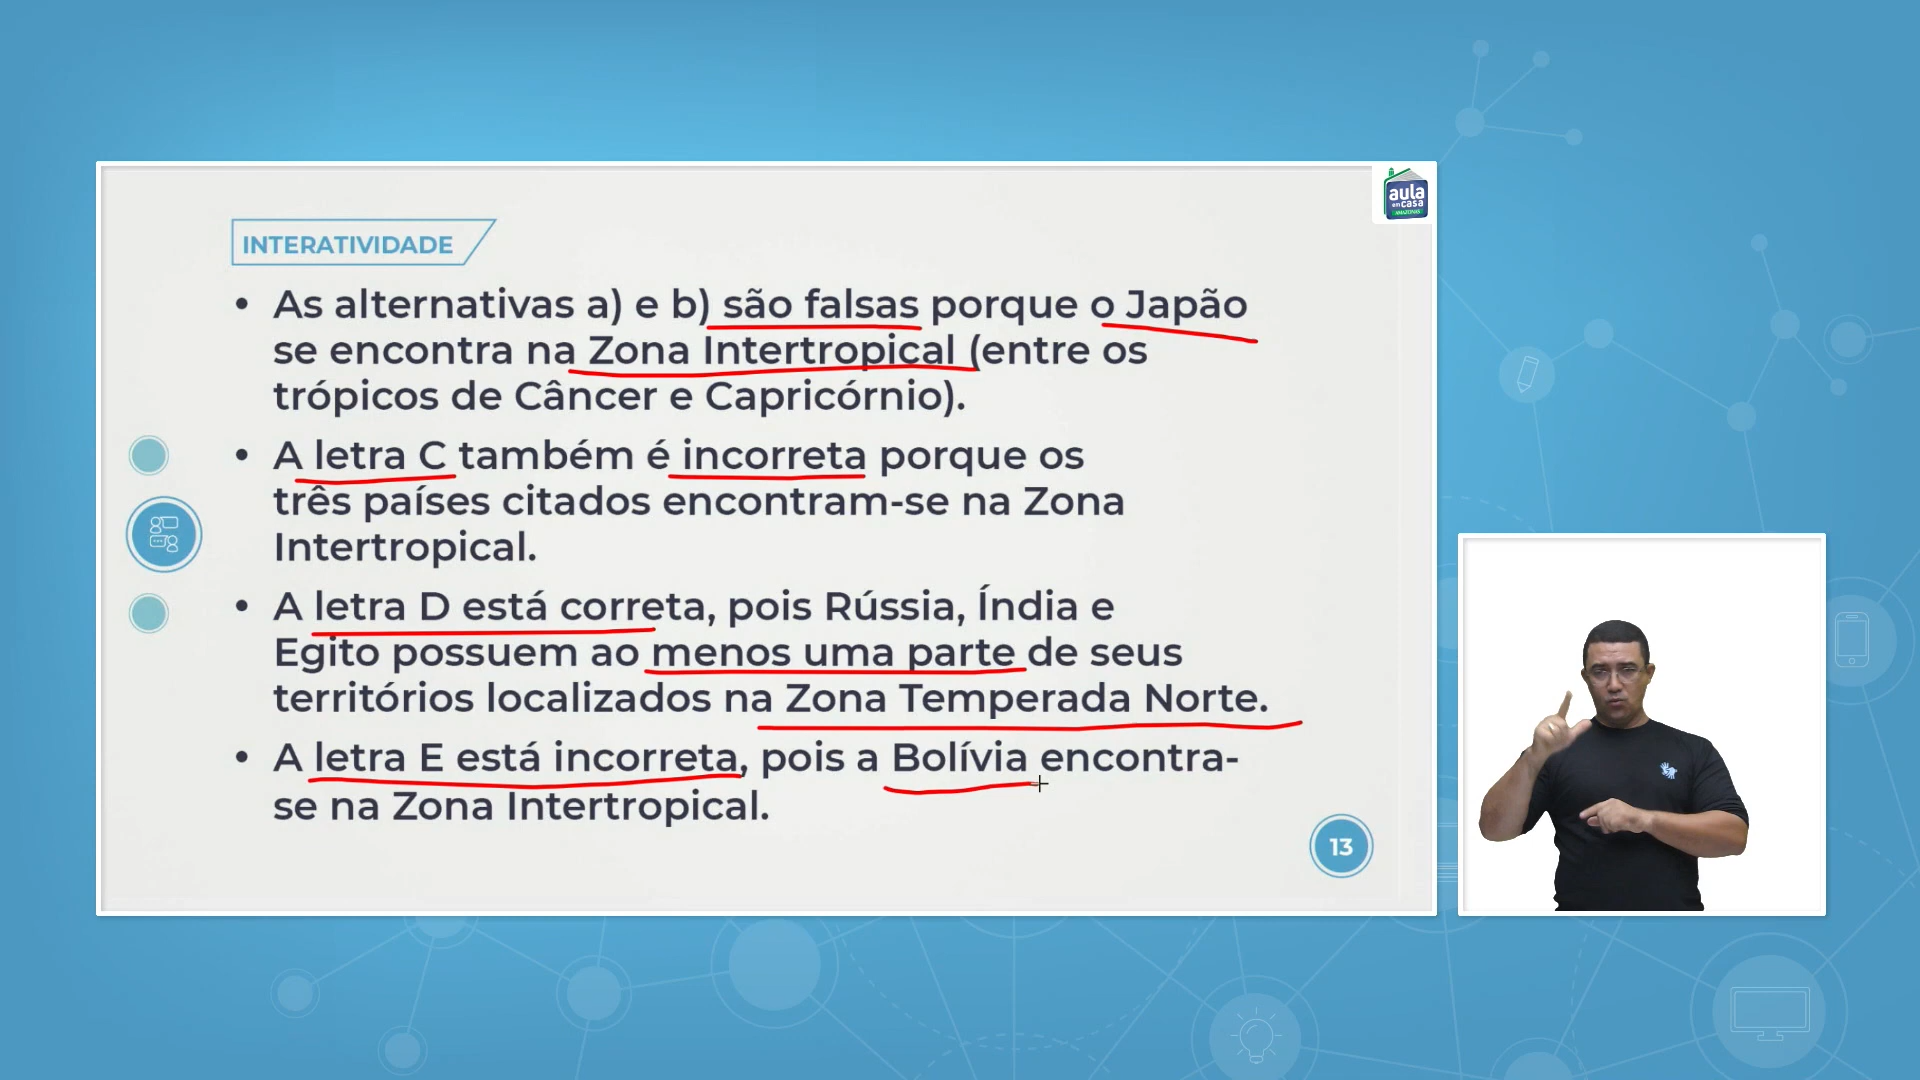 aula
em casa
AMAZONAS
INTERATIVIDADE
• As alternativas a) e b) são falsas porque o Japão
se encontra na Zona Intertropical (entre os
trópicos de Câncer e Capricórnio).
• A letra C também é incorreta porque os
três países citados encontram-se na Zona
Intertropical.
• A letra D está correta, pois Rússia, Índia e
Egito possuem ao menos uma parte de seus
territórios localizados na Zona Temperada Norte.
• A letra E está incorreta, pois a Bolívia encontra-
se na Zona Intertropical.
13